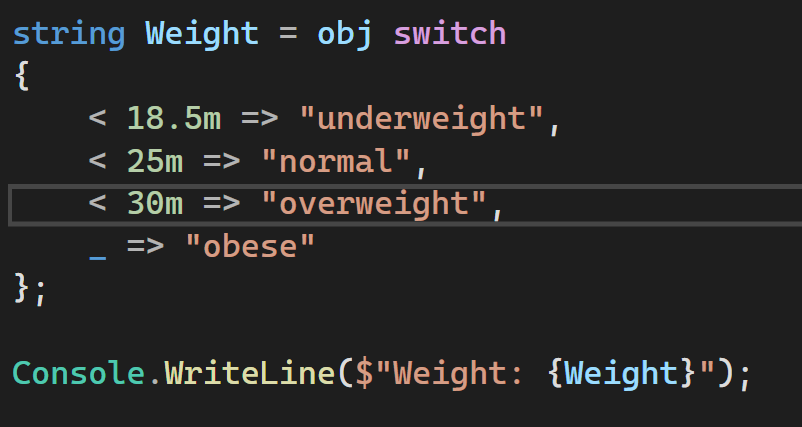 string Weight = obj switch
{
    < 18.5m => "underweight",
    < 25m => "normal",
    < 30m => "overweight",
    _ => "obese"
};

Console.WriteLine($"Weight: {Weight}");